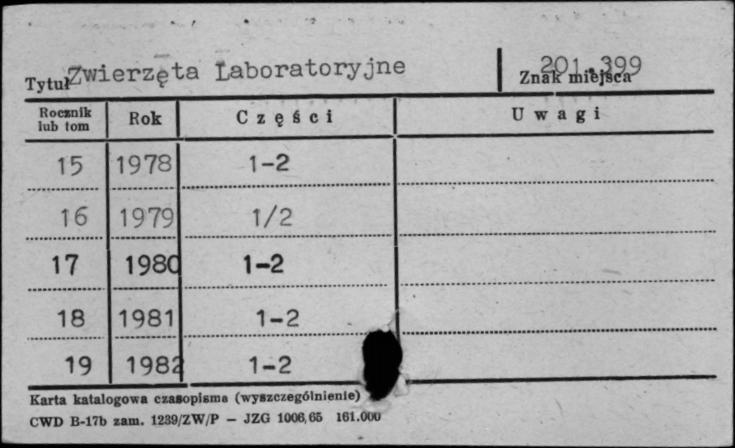 Tytuł Zwierzęta Laboratoryjne Znak miejsca 201.399
Rocznik lub tom Rok Części Uwagi
15 1978 1-2
16 1979 1/2
17 1980 1-2
18 1981 1-2
19 1982 1-2
Karta katalogowa czasopisma (wyszczególnienie)
CWD B-17b zam. 1239/ZW/P — JZG 1006,65 161.000